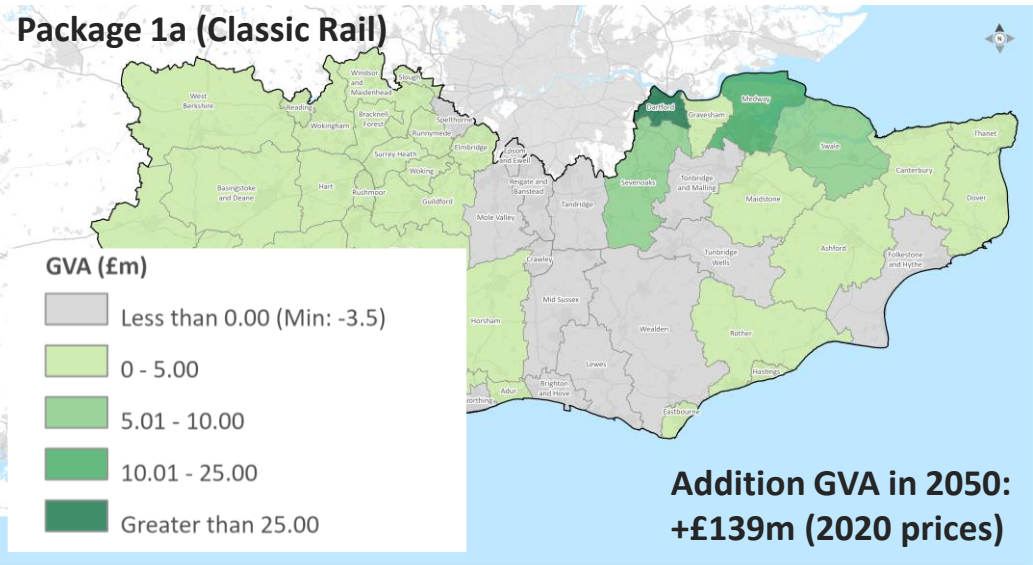 Package 1a (Classic Rail)
N
West
Berkshire
Reading
Wokingham
Windsor
and
Maidenhead
Slough
Bracknell
Forest
Spelthorne
Runnymede
Elmbridge
Surrey Heath
Woking
Basingstoke
and Deane
Hart
Rushmoor
Guildford
Epsom
and Ewell
Reigate and
Banstead
Mole Valley
Tandridge
Crawley
Horsham
Mid Sussex
Wealden
Lewes
Brighton
and Hove
Adur
orthing
Eastbourne
Hastings
Rother
Dartford
Gravesham
Medway
Swale
Sevenoaks
Tonbridge
and Malling
Maidstone
Tunbridge
Wells
Ashford
Canterbury
Thanet
Dover
Folkestone
and Hythe
GVA (£m)
Less than 0.00 (Min: -3.5)
0 - 5.00
5.01 - 10.00
10.01 - 25.00
Greater than 25.00
Addition GVA in 2050:
+£139m (2020 prices)